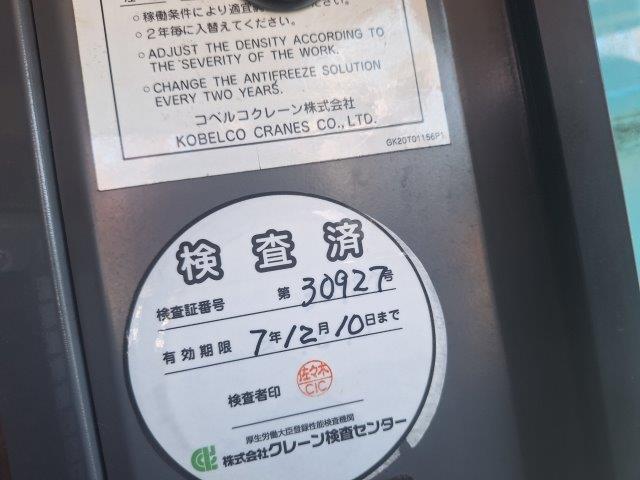 ○稼働条件により適宜
ださい。
○2年毎に入替えてください。
○ADJUST THE DENSITY ACCORDING TO
THE SEVERITY OF THE WORK.
○CHANGE THE ANTIFREEZE SOLUTION
EVERY TWO YEARS.
コベルコクレーン株式会社
KOBELCO CRANES CO.,LTD.
GK20T01156P1
検査済
検査証番号 第30927号
有効期限 7年12月10日まで
検査者印 佐々木
CIC
厚生労働大臣登録性能検査機関
株式会社クレーン検査センター